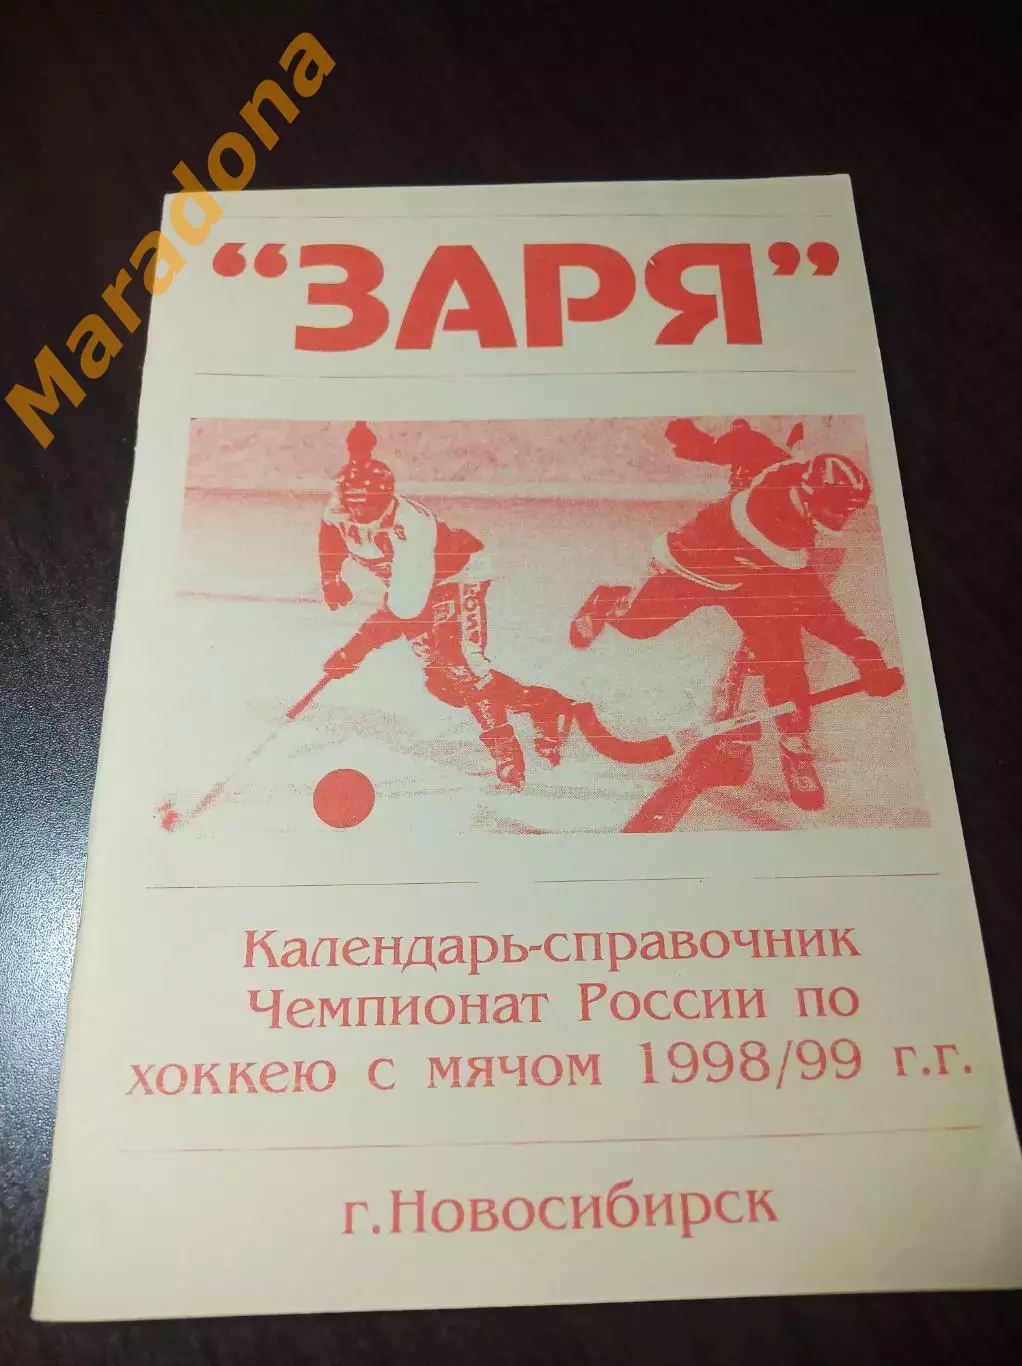 Maradona
"ЗАРЯ"
Календарь-справочник
Чемпионат России по
хоккею с мячом 1998/99 г.г.
г.Новосибирск